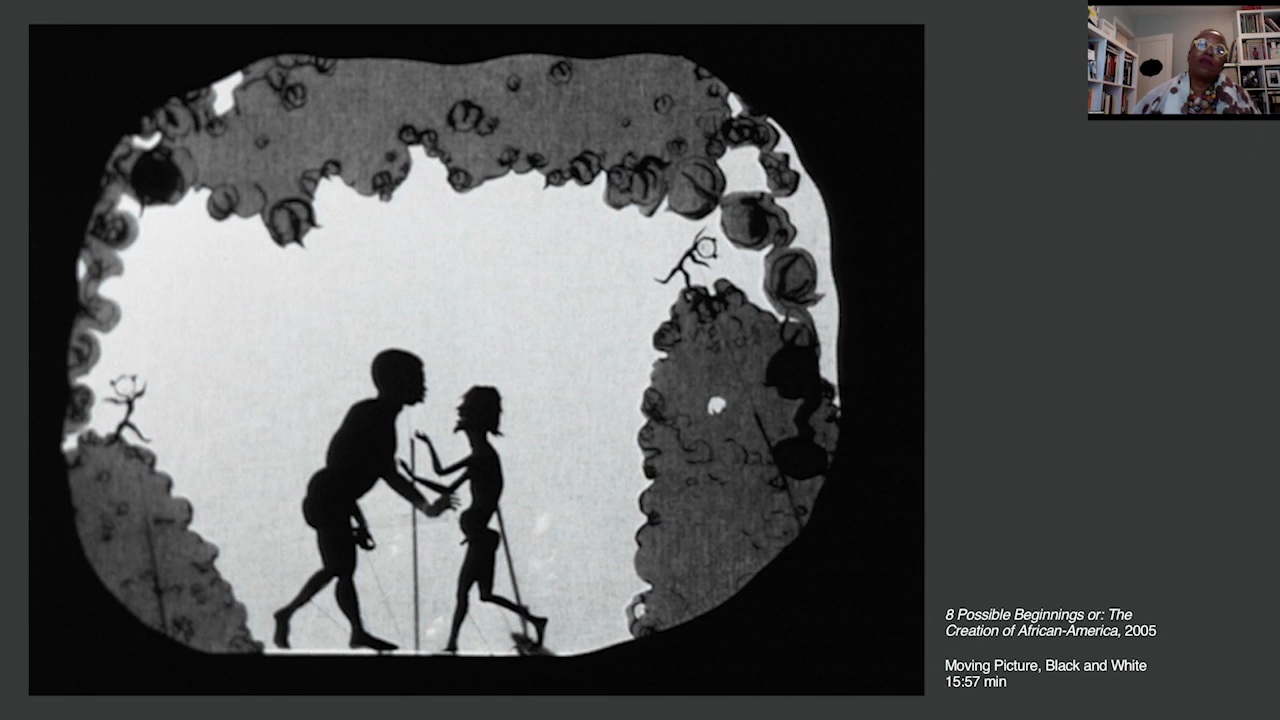 8 Possible Beginnings or: The
Creation of African-America, 2005
Moving Picture, Black and White
15:57 min